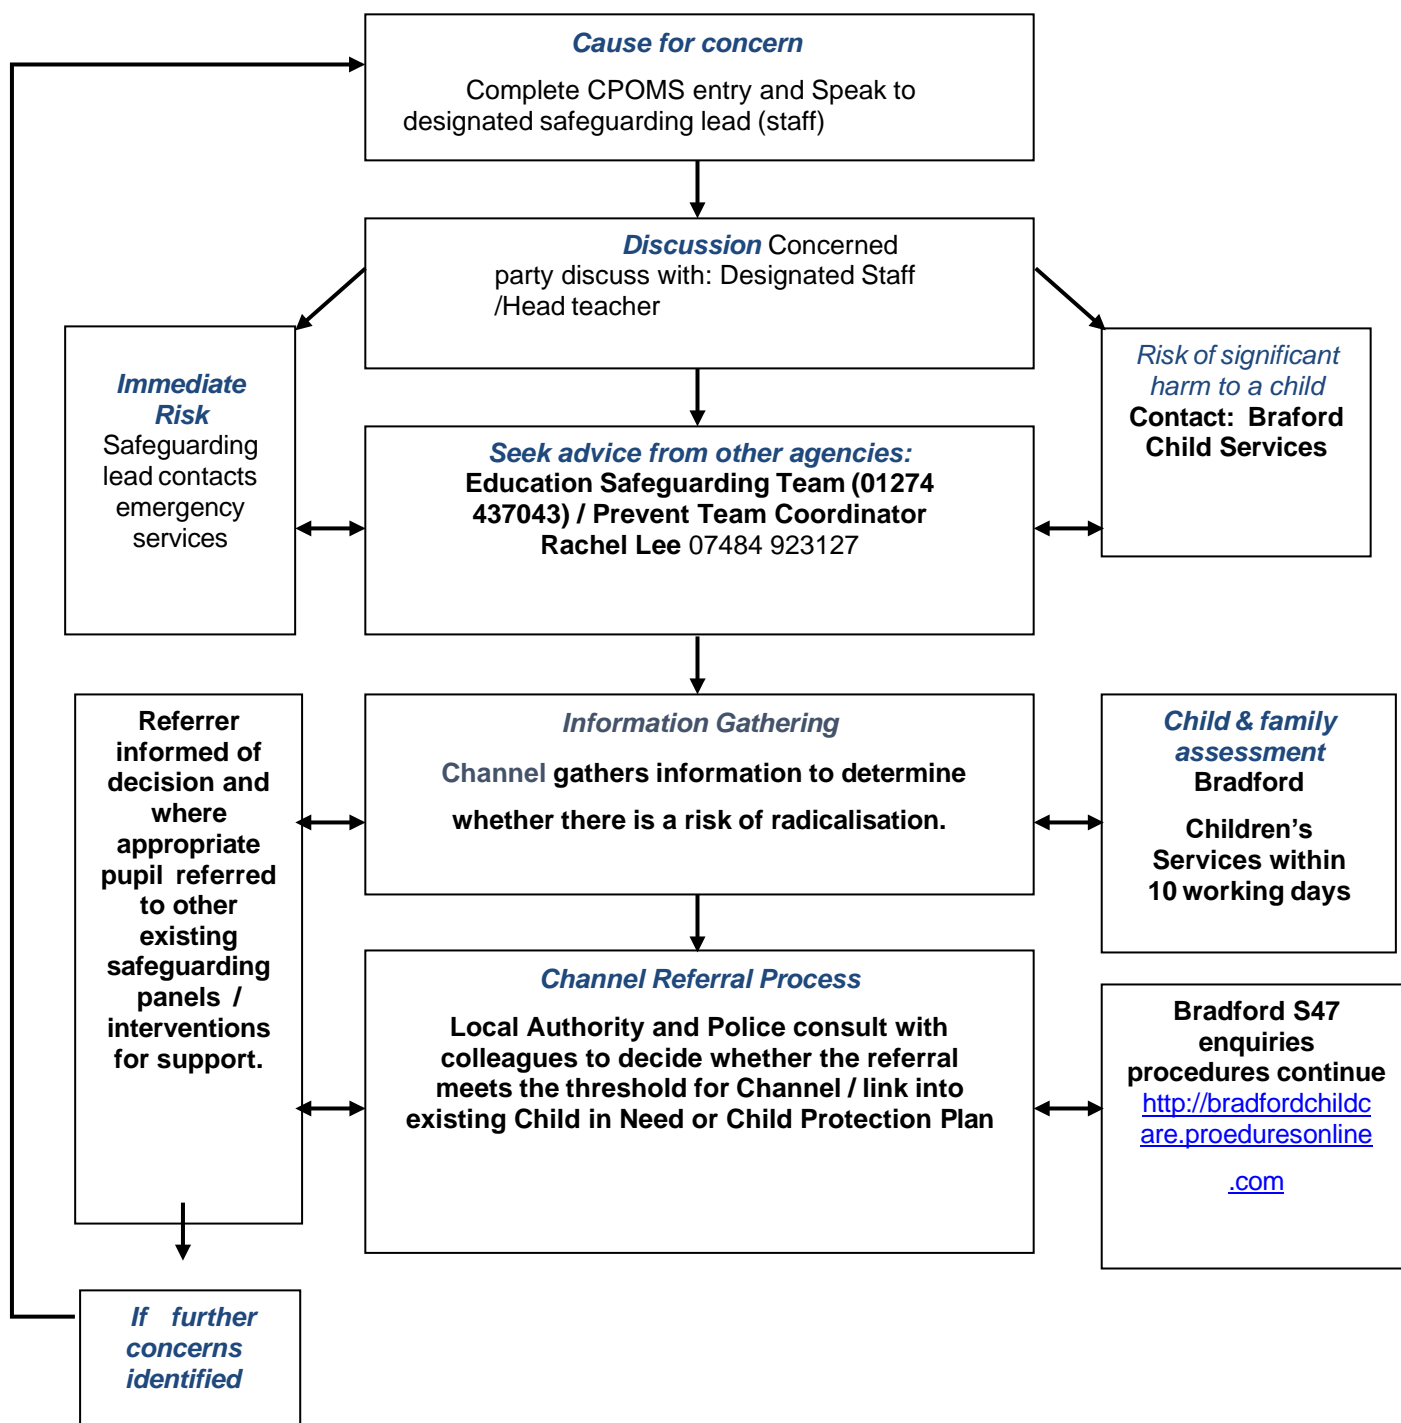 Cause for concern
Complete CPOMS entry and Speak to
designated safeguarding lead (staff)
Discussion Concerned
party discuss with: Designated Staff
/Head teacher
Immediate
Risk
Safeguarding
lead contacts
emergency
services
Risk of significant
harm to a child
Contact: Braford
Child Services
Seek advice from other agencies:
Education Safeguarding Team (01274
437043) / Prevent Team Coordinator
Rachel Lee 07484 923127
Referrer
informed of
decision and
where
appropriate
pupil referred
to other
existing
safeguarding
panels /
interventions
for support.
Information Gathering
Channel gathers information to determine
whether there is a risk of radicalisation.
Child & family
assessment
Bradford
Children's
Services within
10 working days
Channel Referral Process
Local Authority and Police consult with
colleagues to decide whether the referral
meets the threshold for Channel / link into
existing Child in Need or Child Protection Plan
Bradford S47
enquiries
procedures continue
http://bradfordchildc
are.proeduresonline
.com
If further
concerns
identified